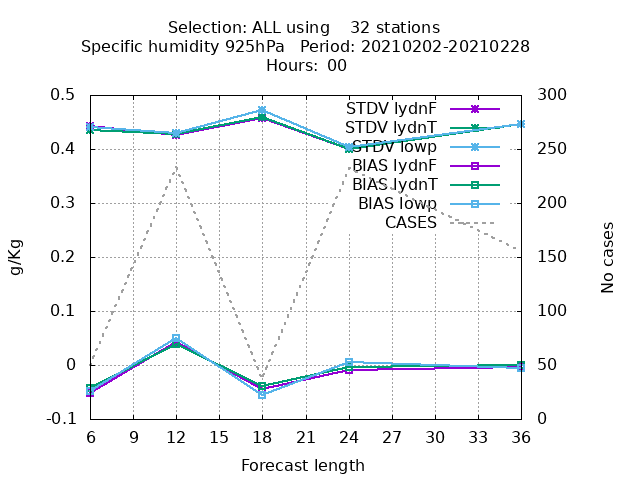 Selection: ALL using    32 stations
Specific humidity 925hPa   Period: 20210202-20210228
Hours: 00
0.5
0.4
0.3
0.2
0.1
0
-0.1
g/Kg
STDV lydnF
STDV lydnT
STDV lowp
BIAS lydnF
BIAS lydnT
BIAS lowp
CASES
300
250
200
150
100
50
0
No cases
6 9 12 15 18 21 24 27 30 33 36
Forecast length